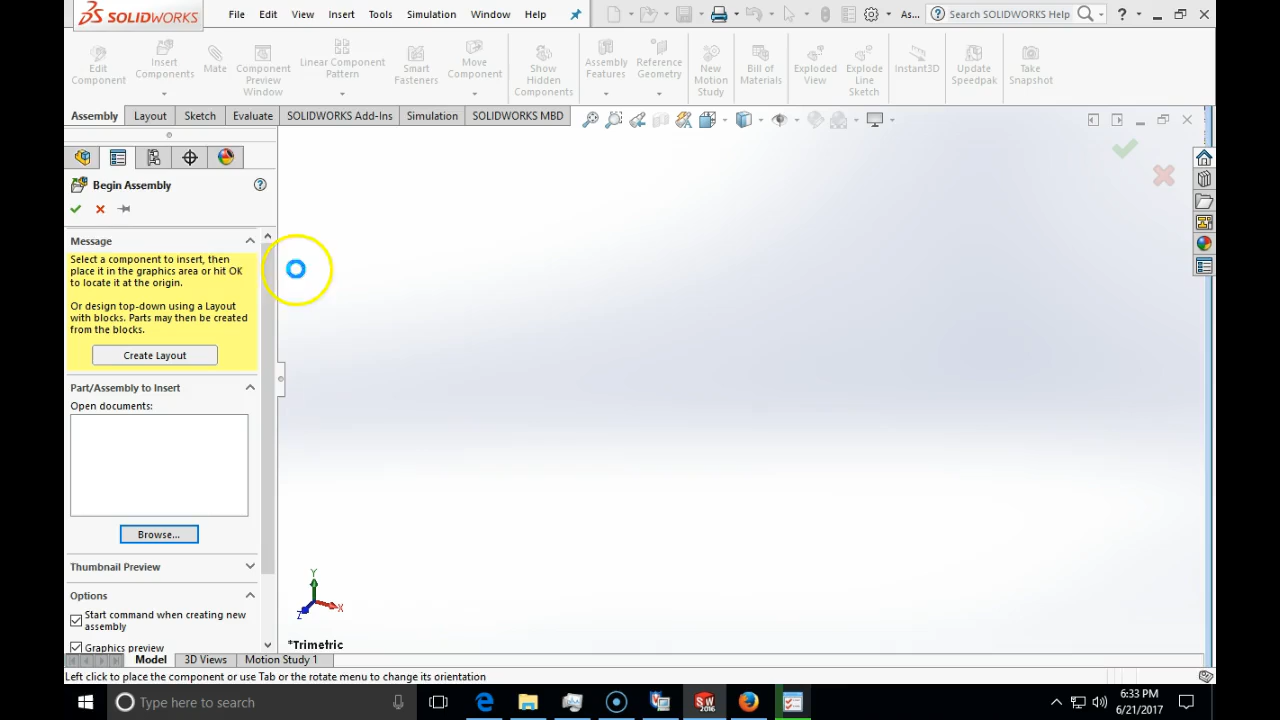 SOLIDWORKS File Edit View Insert Tools Simulation Window Help As... Search SOLIDWORKS Help ?
Edit Component
Insert Components
Mate
Component Preview Window
Linear Component Pattern
Smart Fasteners
Move Component
Show Hidden Components
Assembly Features
Reference Geometry
New Motion Study
Bill of Materials
Exploded View
Explode Line Sketch
Instant3D
Update Speedpak
Take Snapshot
Assembly Layout Sketch Evaluate SOLIDWORKS Add-Ins Simulation SOLIDWORKS MBD
Begin Assembly ?
Message
Select a component to insert, then
place it in the graphics area or hit OK
to locate it at the origin.
Or design top-down using a Layout
with blocks. Parts may then be created
from the blocks.
Create Layout
Part/Assembly to Insert
Open documents:
Browse...
Thumbnail Preview
Options
Start command when creating new
assembly
Graphics preview
Y
X
Z
*Trimetric
Model 3D Views Motion Study 1
Left click to place the component or use Tab or the rotate menu to change its orientation
Type here to search
SW
2016
6:33 PM
6/21/2017